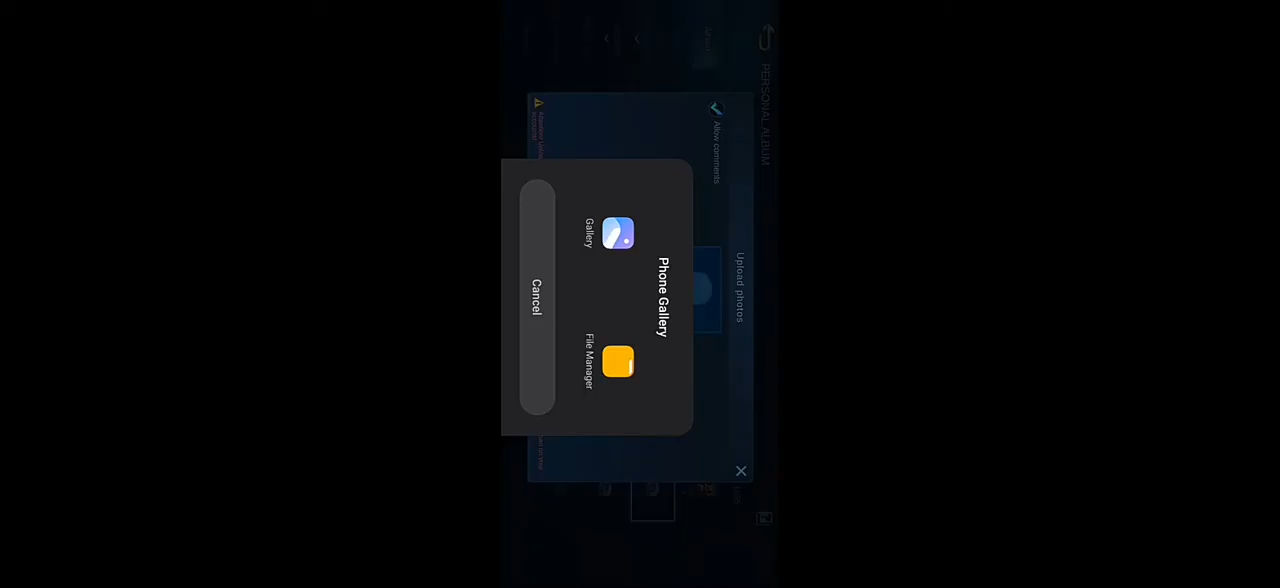 PERSONAL ALBUM
Upload photos
Allow comments
Phone Gallery
Gallery
File Manager
Cancel